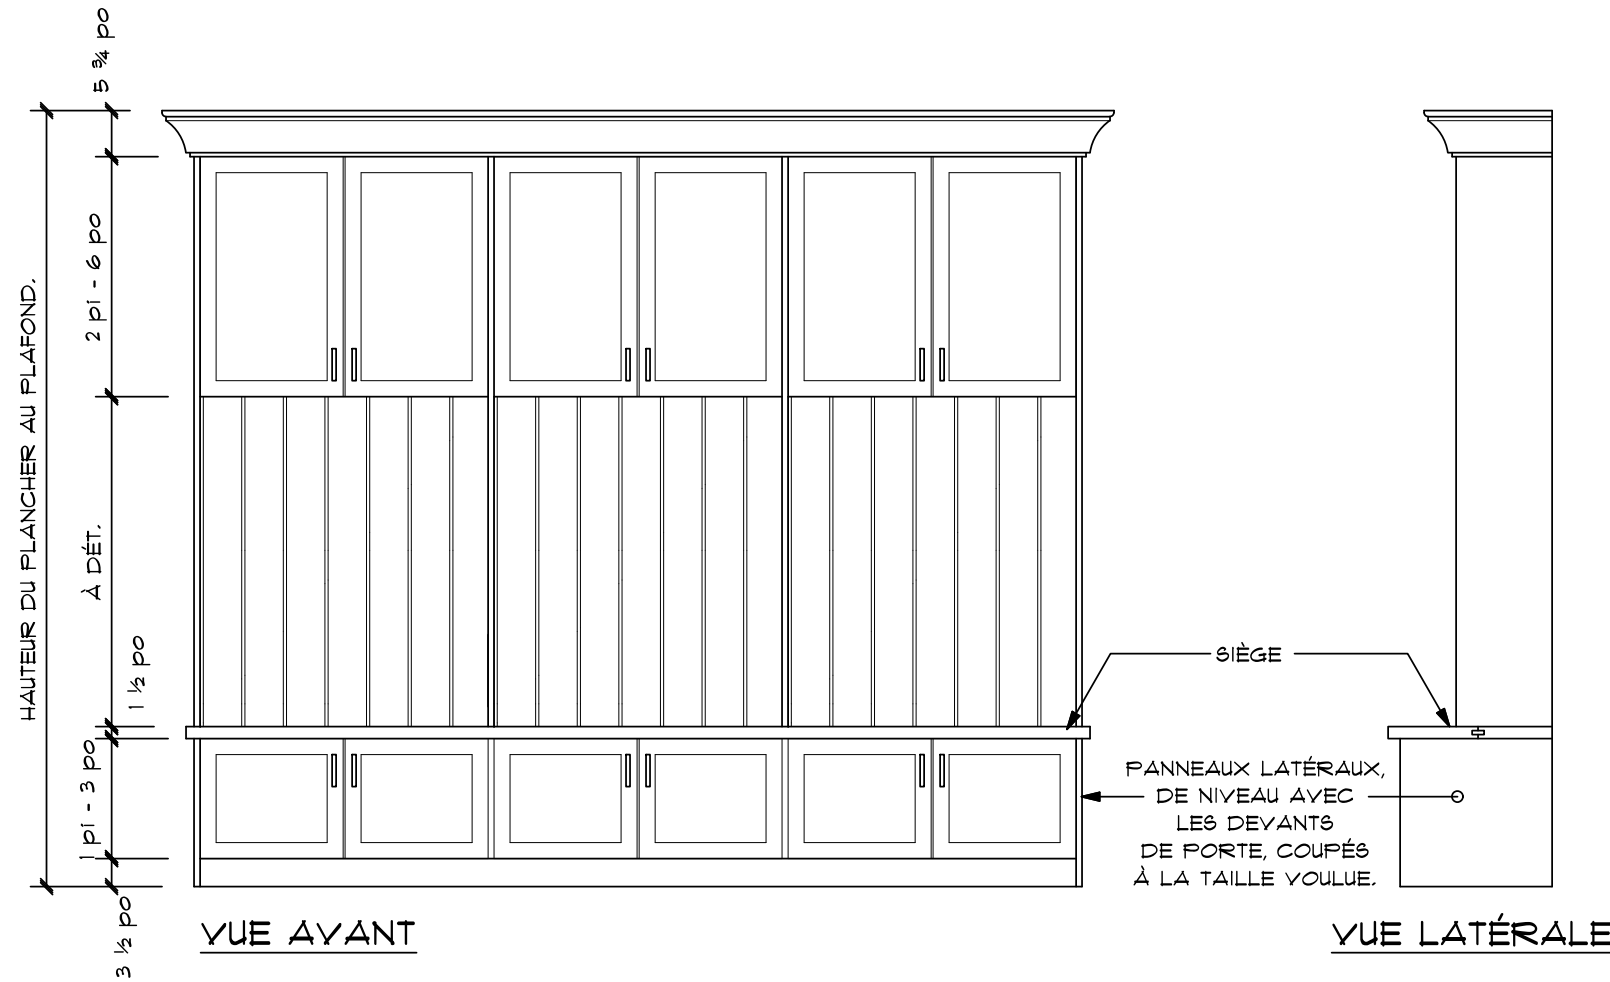 5 ¾ po
2 pi - 6 po
HAUTEUR DU PLANCHER AU PLAFOND.
À DÉT.
1 ½ po
1 pi - 3 po
3 ½ po
SIÈGE
PANNEAUX LATÉRAUX,
DE NIVEAU AVEC
LES DEVANTS
DE PORTE, COUPÉS
À LA TAILLE VOULUE.
VUE AVANT
VUE LATÉRALE